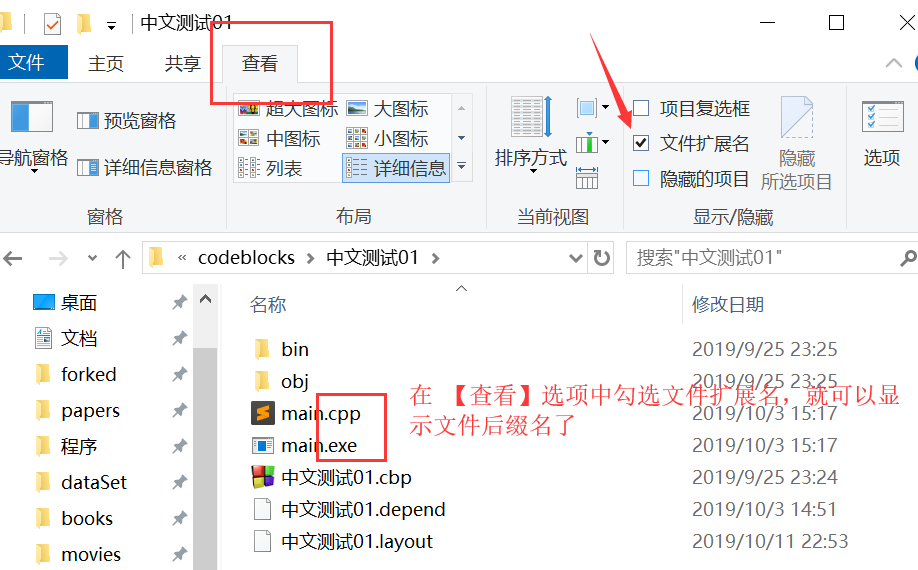 中文测试01
文件 主页 共享 查看
预览窗格
详细信息窗格
导航窗格
窗格
超大图标 大图标
中图标 小图标
列表 详细信息
布局
排序方式
当前视图
项目复选框
文件扩展名
隐藏的项目
隐藏
所选项目
显示/隐藏
选项
« codeblocks › 中文测试01 ›
搜索"中文测试01"
桌面
文档
forked
papers
程序
dataSet
books
movies
名称 修改日期
bin 2019/9/25 23:25
obj 2019/9/25 23:25
main.cpp 2019/10/3 15:17
main.exe 2019/10/3 15:17
中文测试01.cbp 2019/9/25 23:24
中文测试01.depend 2019/10/3 14:51
中文测试01.layout 2019/10/11 22:53
在 【查看】选项中勾选文件扩展名，就可以显
示文件后缀名了